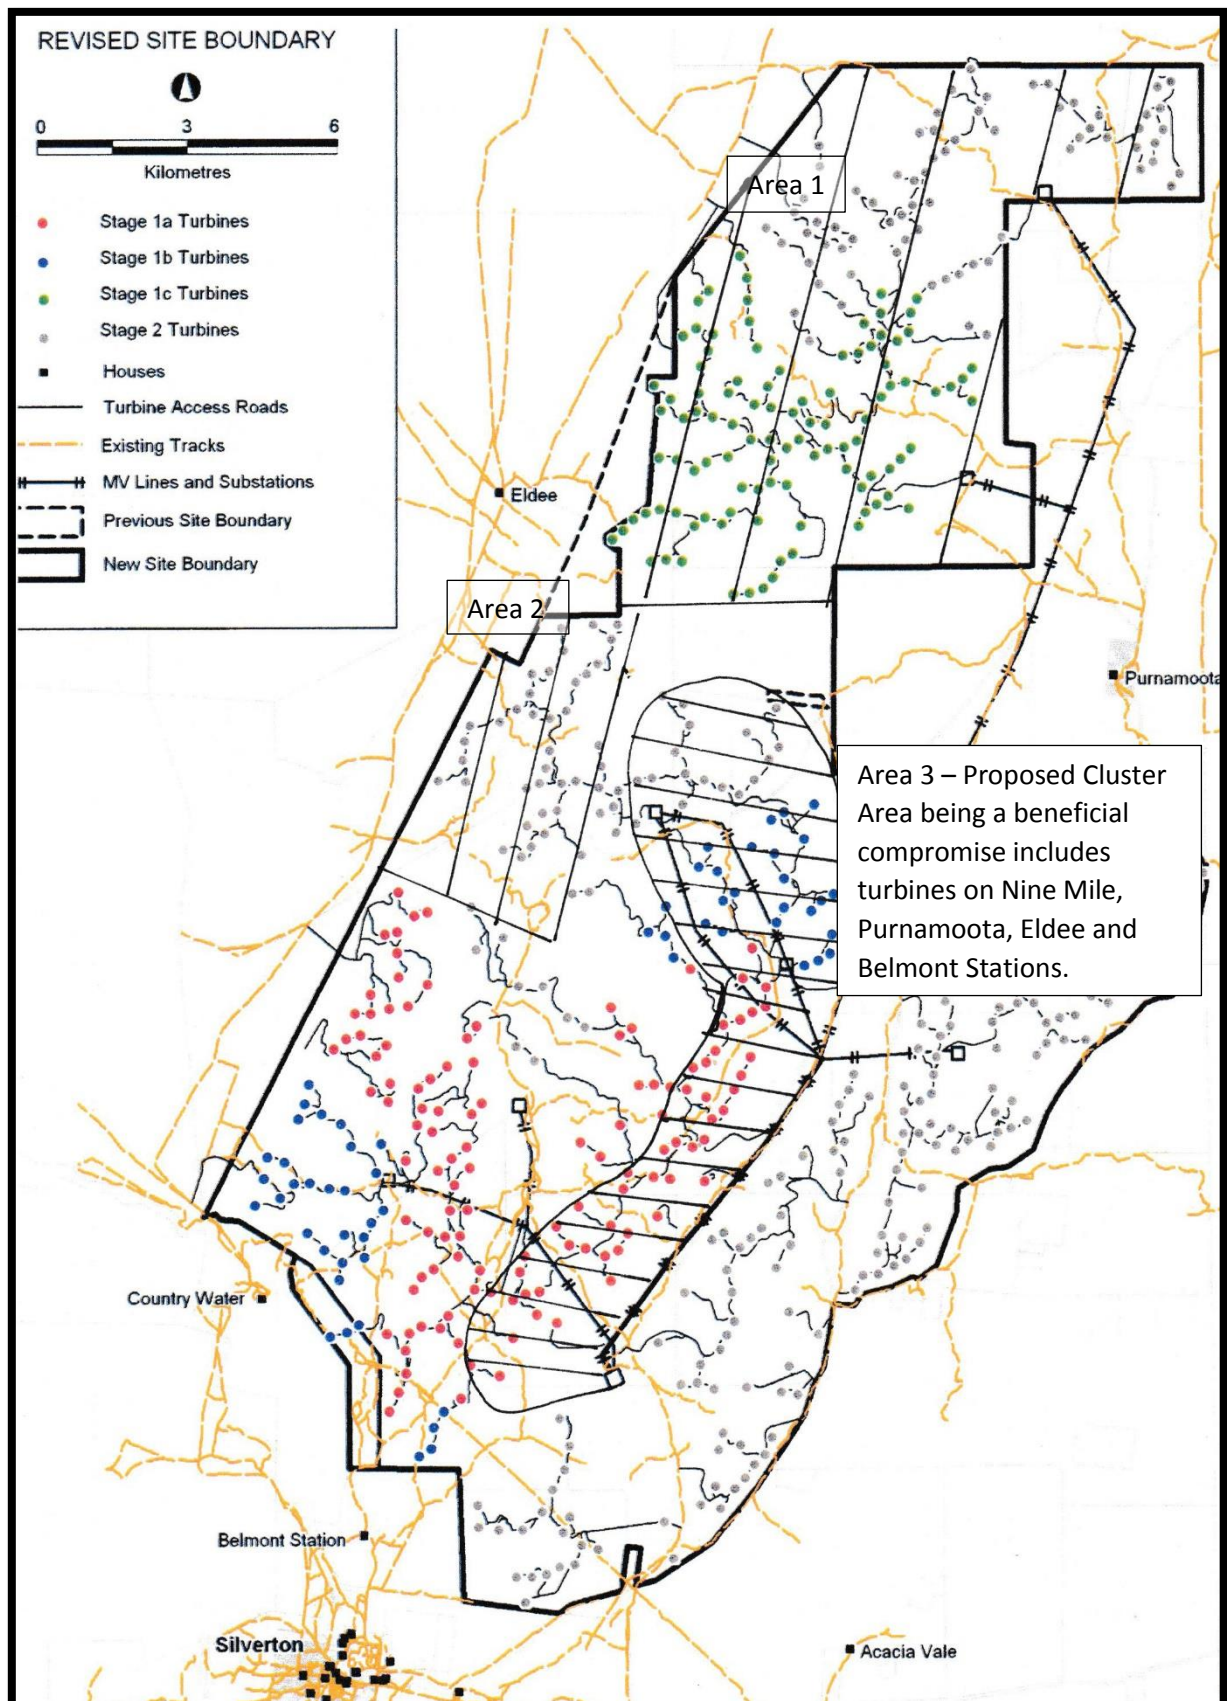 REVISED SITE BOUNDARY
0 3 6
Kilometres
Stage 1a Turbines
Stage 1b Turbines
Stage 1c Turbines
Stage 2 Turbines
Houses
Turbine Access Roads
Existing Tracks
MV Lines and Substations
Previous Site Boundary
New Site Boundary
Area 1
Eldee
Area 2
Purnamoota
Area 3 – Proposed Cluster
Area being a beneficial
compromise includes
turbines on Nine Mile,
Purnamoota, Eldee and
Belmont Stations.
Country Water
Belmont Station
Silverton
Acacia Vale